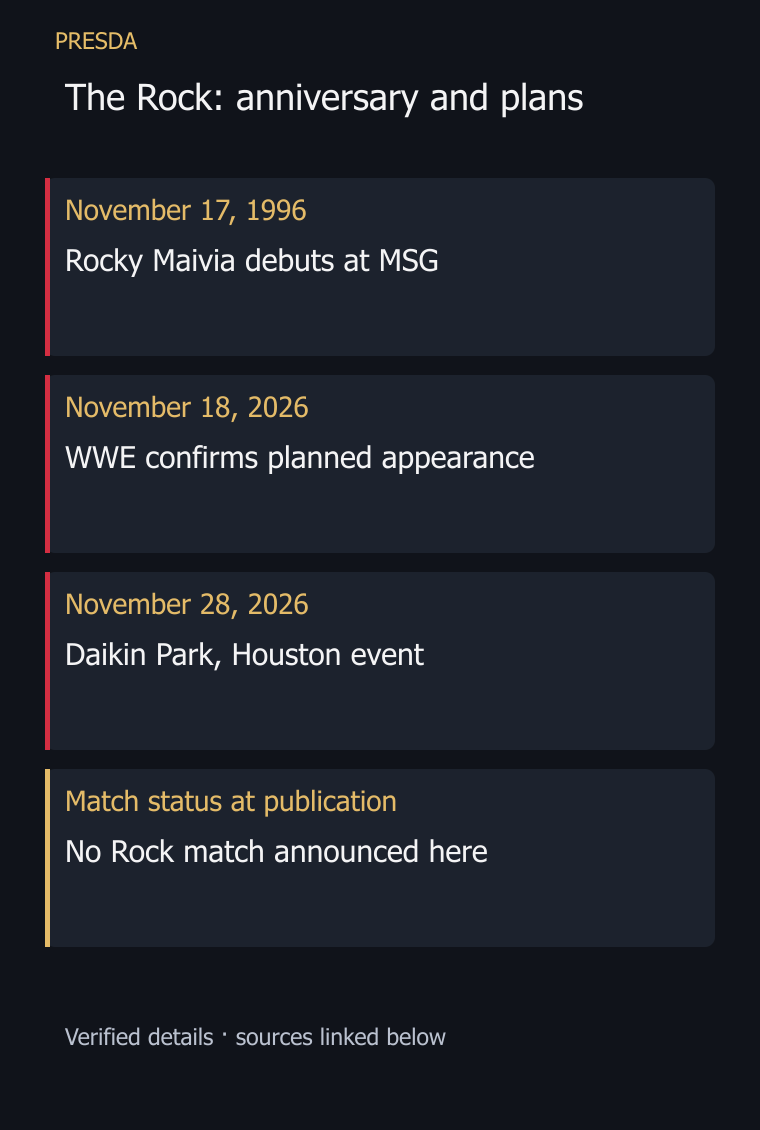 PRESDA
The Rock: anniversary and plans
November 17, 1996
Rocky Maivia debuts at MSG
November 18, 2026
WWE confirms planned appearance
November 28, 2026
Daikin Park, Houston event
Match status at publication
No Rock match announced here
Verified details · sources linked below